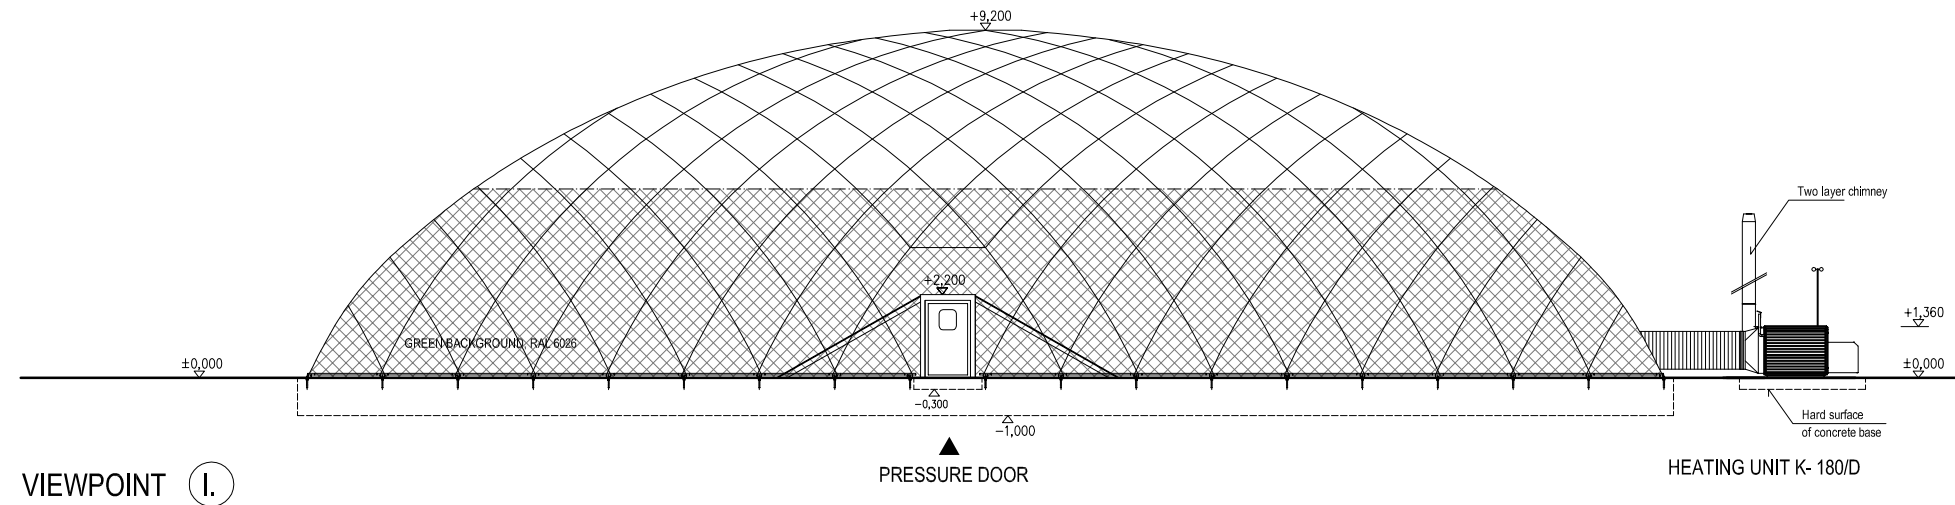 +9,200
Two layer chimney
+2,200
+1,360
GREEN BACKGROUND, RAL 6026
±0,000
±0,000
-0,300
-1,000
Hard surface
of concrete base
PRESSURE DOOR
HEATING UNIT K- 180/D
VIEWPOINT I.